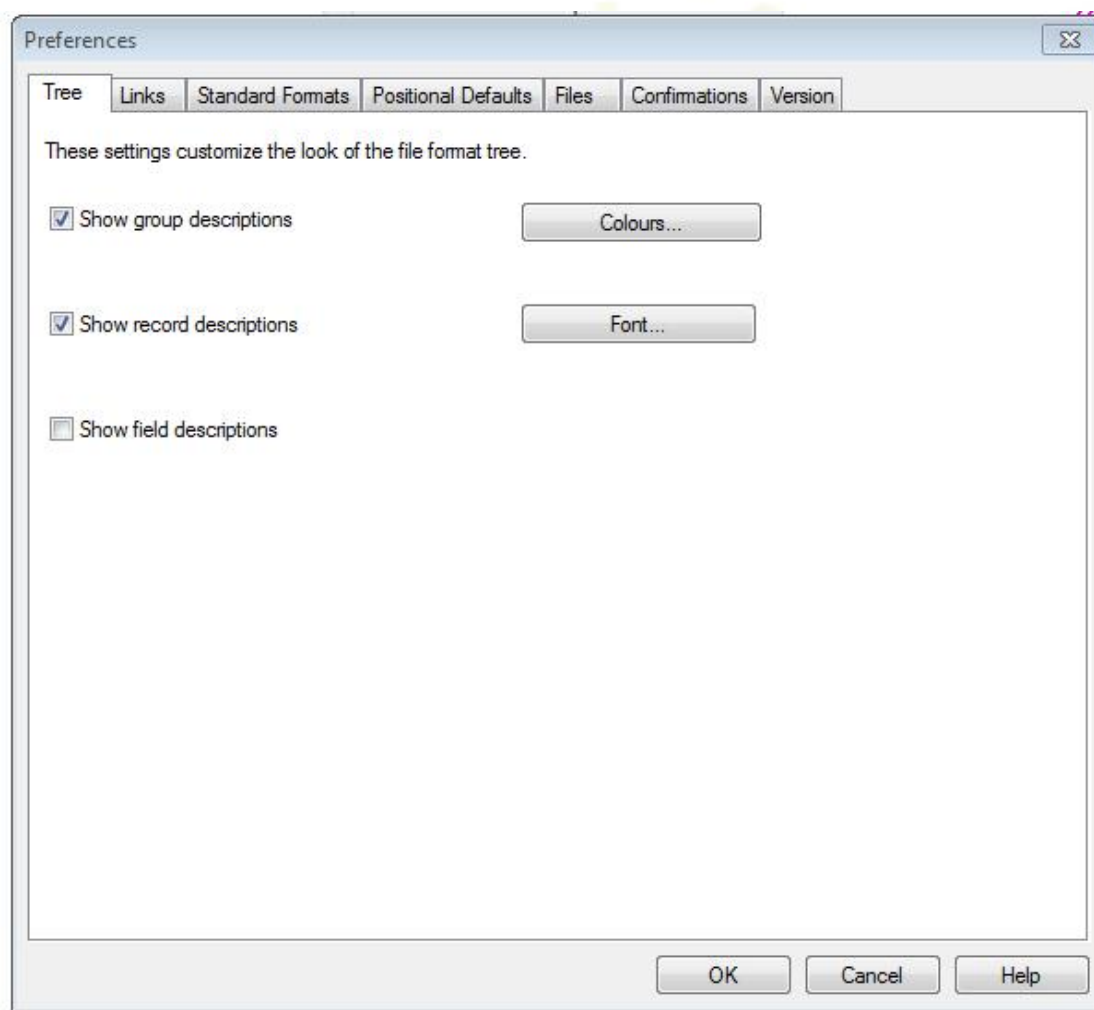 Preferences
Tree Links Standard Formats Positional Defaults Files Confirmations Version
These settings customize the look of the file format tree.
Show group descriptions Colours...
Show record descriptions Font...
Show field descriptions
OK Cancel Help